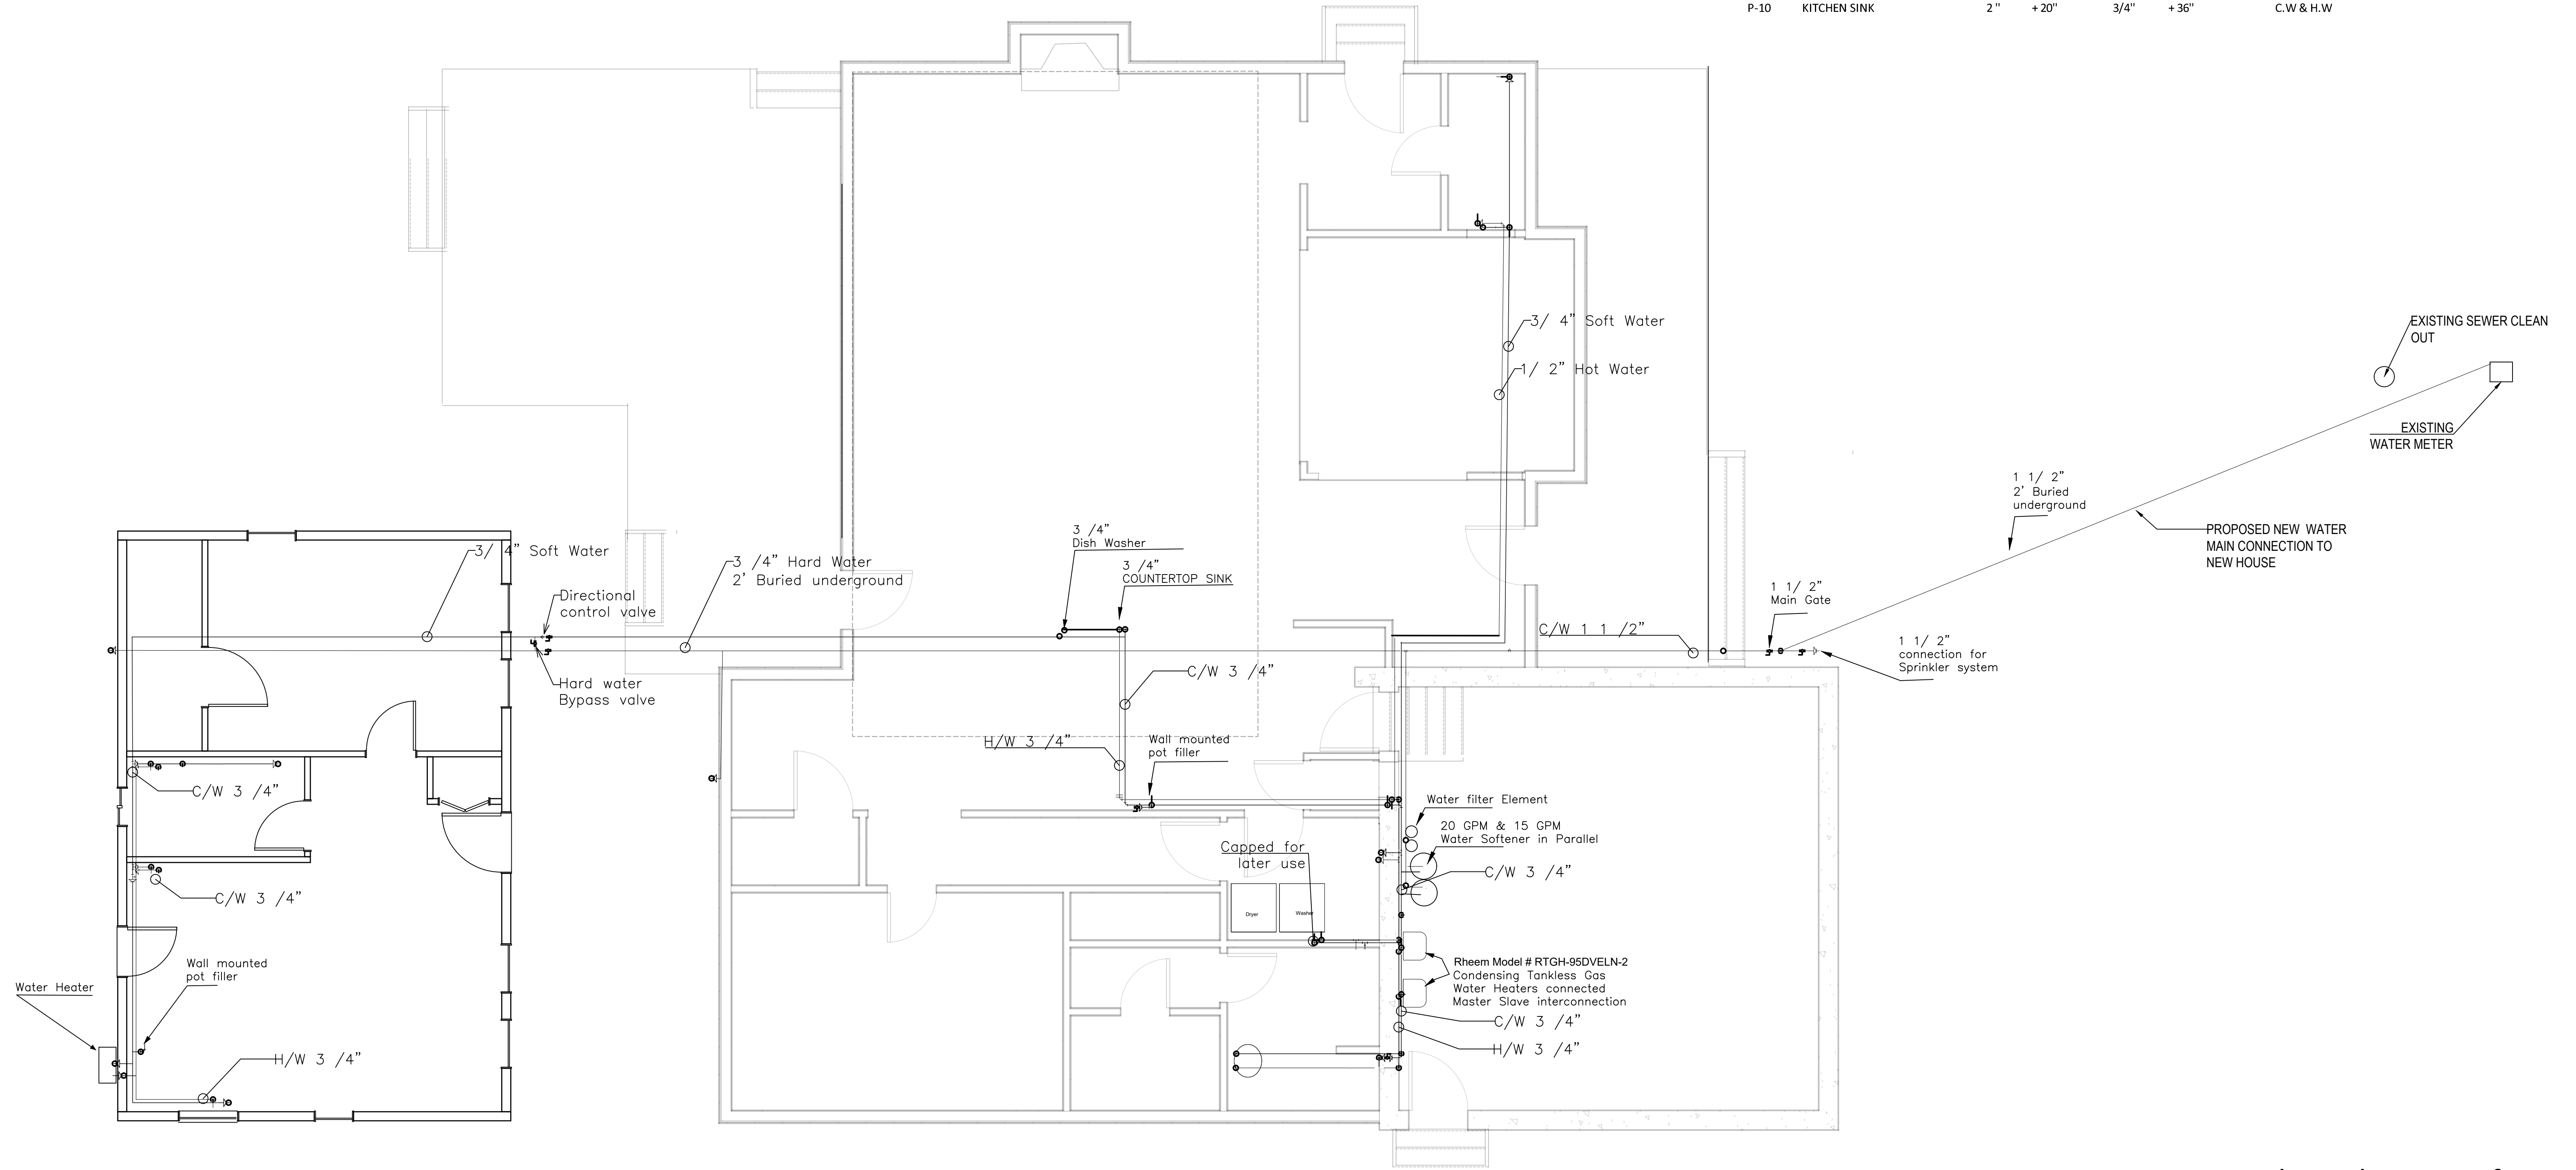 P-10 KITCHEN SINK 2 " + 20" 3/4" + 36" C.W & H.W
EXISTING SEWER CLEAN
OUT
3/ 4" Soft Water
1/ 2" Hot Water
EXISTING
WATER METER
1 1/ 2"
2' Buried
underground
PROPOSED NEW WATER
MAIN CONNECTION TO
NEW HOUSE
3 /4"
Dish Washer
3 /4"
COUNTERTOP SINK
3/ 4" Soft Water
3 /4" Hard Water
2' Buried underground
Directional
control valve
1 1/ 2"
Main Gate
C/W 1 1 /2"
1 1/ 2"
connection for
Sprinkler system
Hard water
Bypass valve
C/W 3 /4"
H/W 3 /4"
Wall mounted
pot filler
C/W 3 /4"
Water filter Element
20 GPM & 15 GPM
Water Softener in Parallel
Capped for
later use
C/W 3 /4"
C/W 3 /4"
Dryer
Washer
Wall mounted
pot filler
Water Heater
Rheem Model # RTGH-95DVELN-2
Condensing Tankless Gas
Water Heaters connected
Master Slave interconnection
C/W 3 /4"
H/W 3 /4"
H/W 3 /4"